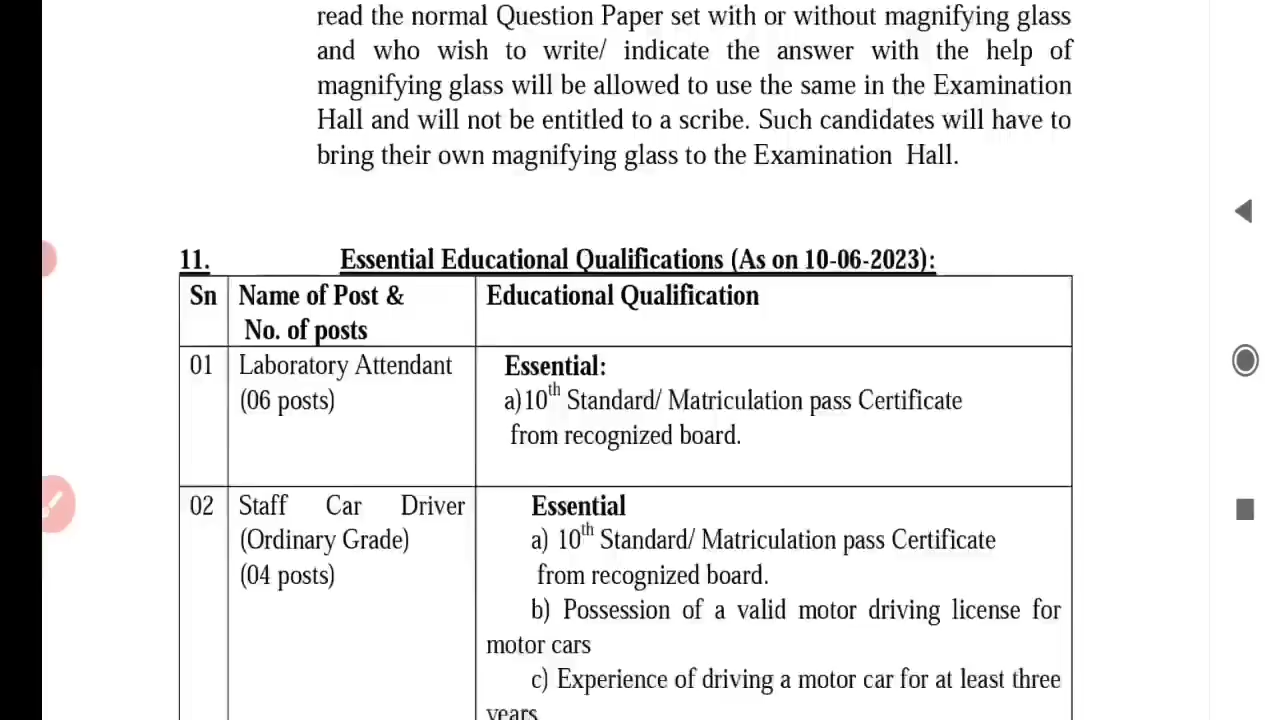 read the normal Question Paper set with or without magnifying glass
and who wish to write/ indicate the answer with the help of
magnifying glass will be allowed to use the same in the Examination
Hall and will not be entitled to a scribe. Such candidates will have to
bring their own magnifying glass to the Examination Hall.
11. Essential Educational Qualifications (As on 10-06-2023):
Sn Name of Post & Educational Qualification
No. of posts
01 Laboratory Attendant Essential:
(06 posts) a)10th Standard/ Matriculation pass Certificate
from recognized board.
02 Staff Car Driver Essential
(Ordinary Grade) a) 10th Standard/ Matriculation pass Certificate
(04 posts) from recognized board.
b) Possession of a valid motor driving license for
motor cars
c) Experience of driving a motor car for at least three
years